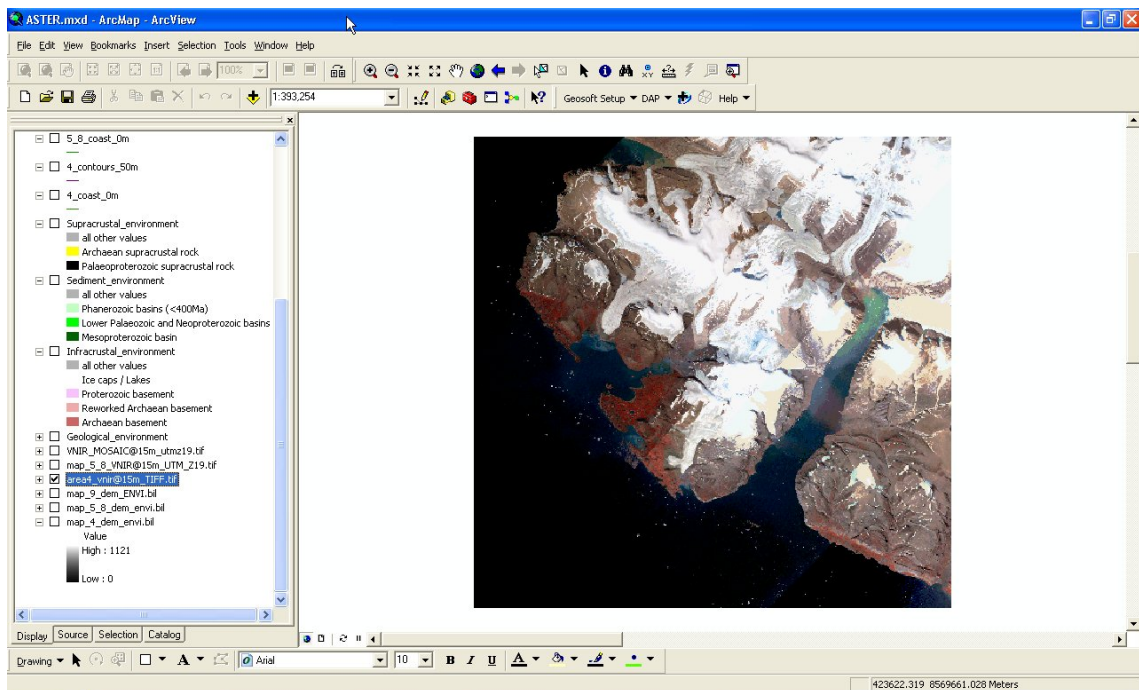 ASTER.mxd - ArcMap - ArcView
File Edit View Bookmarks Insert Selection Tools Window Help
100%
1:393,254
Geosoft Setup DAP Help
5_8_coast_0m
4_contours_50m
4_coast_0m
Supracrustal_environment
all other values
Archaean supracrustal rock
Palaeoproterozoic supracrustal rock
Sediment_environment
all other values
Phanerozoic basins (<400Ma)
Lower Palaeozoic and Neoproterozoic basins
Mesoproterozoic basin
Infracrustal_environment
all other values
Ice caps / Lakes
Proterozoic basement
Reworked Archaean basement
Archaean basement
Geological_environment
VNIR_MOSAIC@15m_utmz19.tif
map_5_8_VNIR@15m_UTM_Z19.tif
area4_vnir@15m_TIFF.tif
map_9_dem_ENVI.bil
map_5_8_dem_envi.bil
map_4_dem_envi.bil
Value
High : 1121
Low : 0
Display Source Selection Catalog
Drawing A Arial 10 B I U A
423622.319 8569661.028 Meters